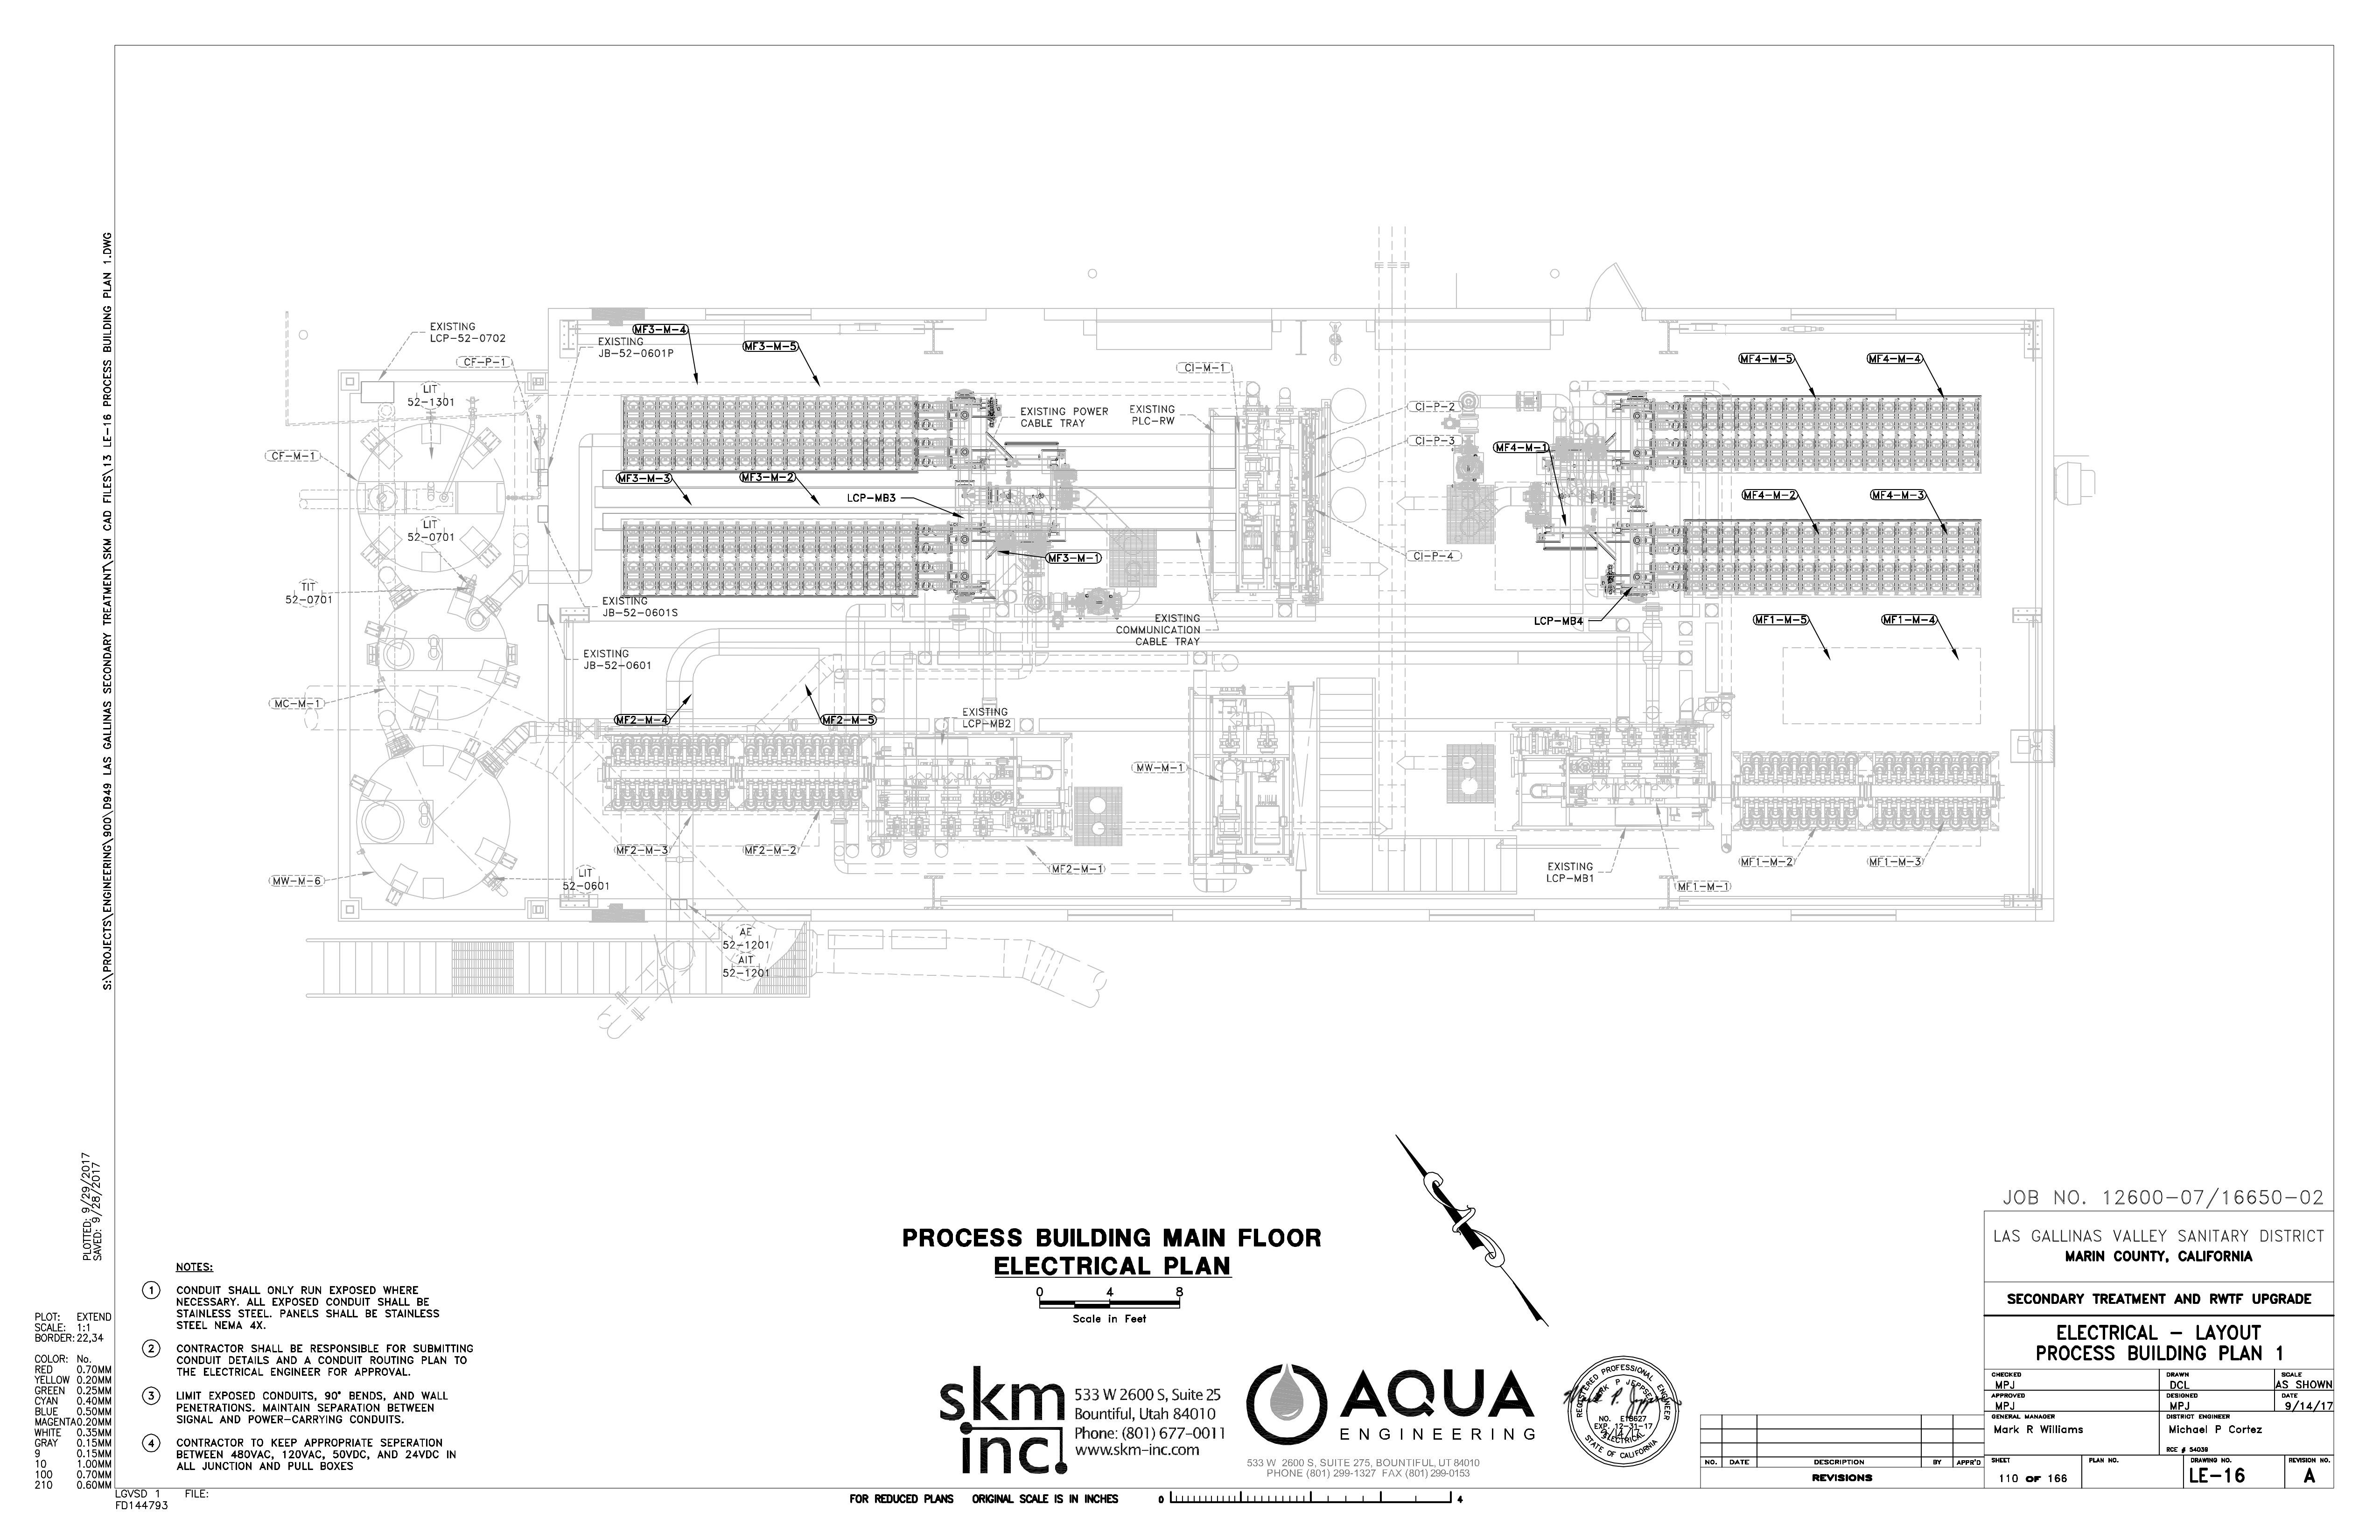 S:\PROJECTS\ENGINEERING\900\D949 LAS GALLINAS SECONDARY TREATMENT\SKM CAD FILES\13 LE-16 PROCESS BUILDING PLAN 1.DWG
EXISTING
LCP-52-0702
CF-P-1
LIT
52-1301
CF-M-1
LIT
52-0701
TIT
52-0701
MC-M-1
MW-M-6
LIT
52-0601
EXISTING
JB-52-0601P
EXISTING
JB-52-0601S
EXISTING
JB-52-0601
MF3-M-4
MF3-M-5
MF3-M-3
MF3-M-2
LCP-MB3
MF3-M-1
EXISTING POWER
CABLE TRAY
EXISTING
PLC-RW
CI-M-1
CI-P-2
CI-P-3
CI-P-4
EXISTING
COMMUNICATION
CABLE TRAY
MF4-M-5
MF4-M-4
MF4-M-1
MF4-M-2
MF4-M-3
LCP-MB4
MF1-M-5
MF1-M-4
MF2-M-4
MF2-M-5
EXISTING
LCP-MB2
MW-M-1
MF2-M-3
MF2-M-2
MF2-M-1
EXISTING
LCP-MB1
MF1-M-1
MF1-M-2
MF1-M-3
AE
52-1201
AIT
52-1201
PLOTTED: 9/29/2017
SAVED: 9/28/2017
PLOT: EXTEND
SCALE: 1:1
BORDER: 22,34
COLOR: No.
RED 0.70MM
YELLOW 0.20MM
GREEN 0.25MM
CYAN 0.40MM
BLUE 0.50MM
MAGENTA 0.20MM
WHITE 0.35MM
GRAY 0.15MM
9 0.15MM
10 1.00MM
100 0.70MM
210 0.60MM
LGVSD 1 FILE:
FD144793
NOTES:
1 CONDUIT SHALL ONLY RUN EXPOSED WHERE
NECESSARY. ALL EXPOSED CONDUIT SHALL BE
STAINLESS STEEL. PANELS SHALL BE STAINLESS
STEEL NEMA 4X.
2 CONTRACTOR SHALL BE RESPONSIBLE FOR SUBMITTING
CONDUIT DETAILS AND A CONDUIT ROUTING PLAN TO
THE ELECTRICAL ENGINEER FOR APPROVAL.
3 LIMIT EXPOSED CONDUITS, 90° BENDS, AND WALL
PENETRATIONS. MAINTAIN SEPARATION BETWEEN
SIGNAL AND POWER-CARRYING CONDUITS.
4 CONTRACTOR TO KEEP APPROPRIATE SEPERATION
BETWEEN 480VAC, 120VAC, 50VDC, AND 24VDC IN
ALL JUNCTION AND PULL BOXES
PROCESS BUILDING MAIN FLOOR
ELECTRICAL PLAN
0 4 8
Scale in Feet
skm
inc.
533 W 2600 S, Suite 25
Bountiful, Utah 84010
Phone: (801) 677-0011
www.skm-inc.com
AQUA
ENGINEERING
533 W 2600 S, SUITE 275, BOUNTIFUL, UT 84010
PHONE (801) 299-1327 FAX (801) 299-0153
REGISTERED PROFESSIONAL ENGINEER
MARK P JEPPSEN
NO. E18627
EXP. 12-31-17
9/14/17
ELECTRICAL
STATE OF CALIFORNIA
FOR REDUCED PLANS ORIGINAL SCALE IS IN INCHES
0 4
NO. DATE DESCRIPTION BY APPR'D
REVISIONS
JOB NO. 12600-07/16650-02
LAS GALLINAS VALLEY SANITARY DISTRICT
MARIN COUNTY, CALIFORNIA
SECONDARY TREATMENT AND RWTF UPGRADE
ELECTRICAL - LAYOUT
PROCESS BUILDING PLAN 1
CHECKED DRAWN SCALE
MPJ DCL AS SHOWN
APPROVED DESIGNED DATE
MPJ MPJ 9/14/17
GENERAL MANAGER DISTRICT ENGINEER
Mark R Williams Michael P Cortez
RCE # 54039
SHEET PLAN NO. DRAWING NO. REVISION NO.
110 OF 166 LE-16 A